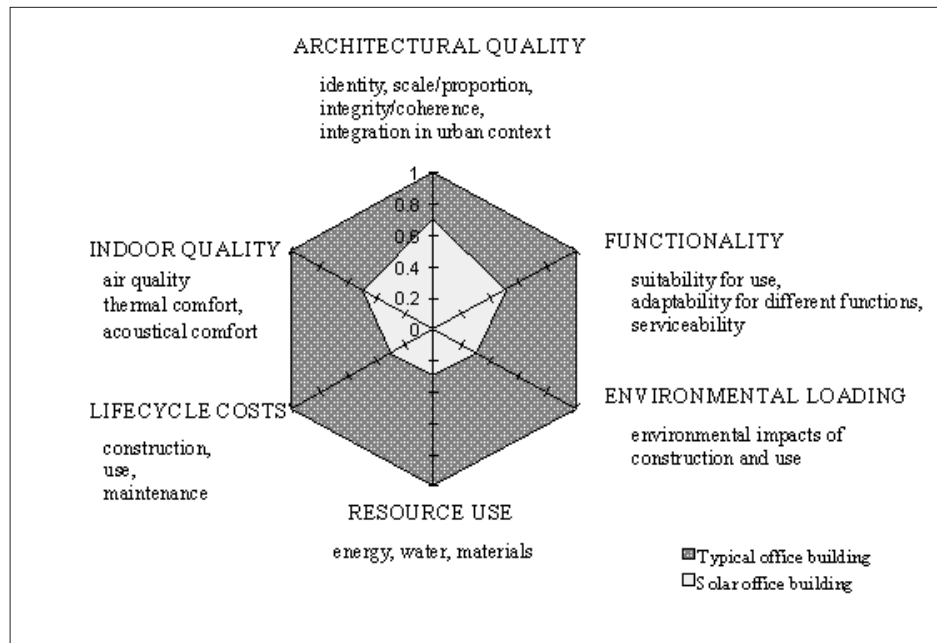 ARCHITECTURAL QUALITY
identity, scale/proportion,
integrity/coherence,
integration in urban context
1
0.8
0.6
0.4
0.2
0
INDOOR QUALITY
air quality
thermal comfort,
acoustical comfort
FUNCTIONALITY
suitability for use,
adaptability for different functions,
serviceability
LIFECYCLE COSTS
construction,
use,
maintenance
ENVIRONMENTAL LOADING
environmental impacts of
construction and use
RESOURCE USE
energy, water, materials
Typical office building
Solar office building